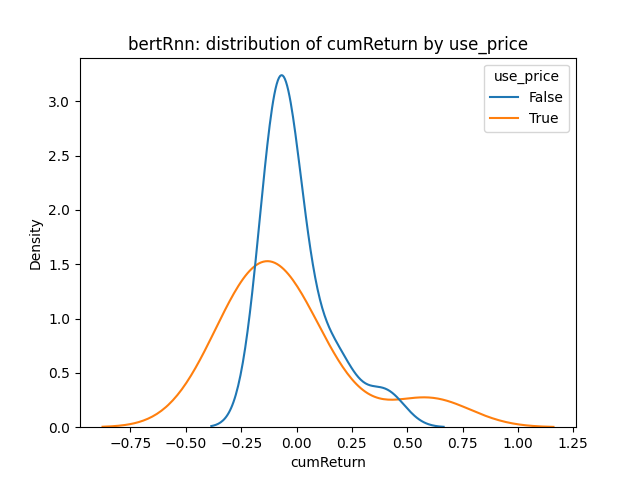 bertRnn: distribution of cumReturn by use_price
use_price
False
True
3.0
2.5
2.0
1.5
1.0
0.5
0.0
Density
−0.75
−0.50
−0.25
0.00
0.25
0.50
0.75
1.00
1.25
cumReturn